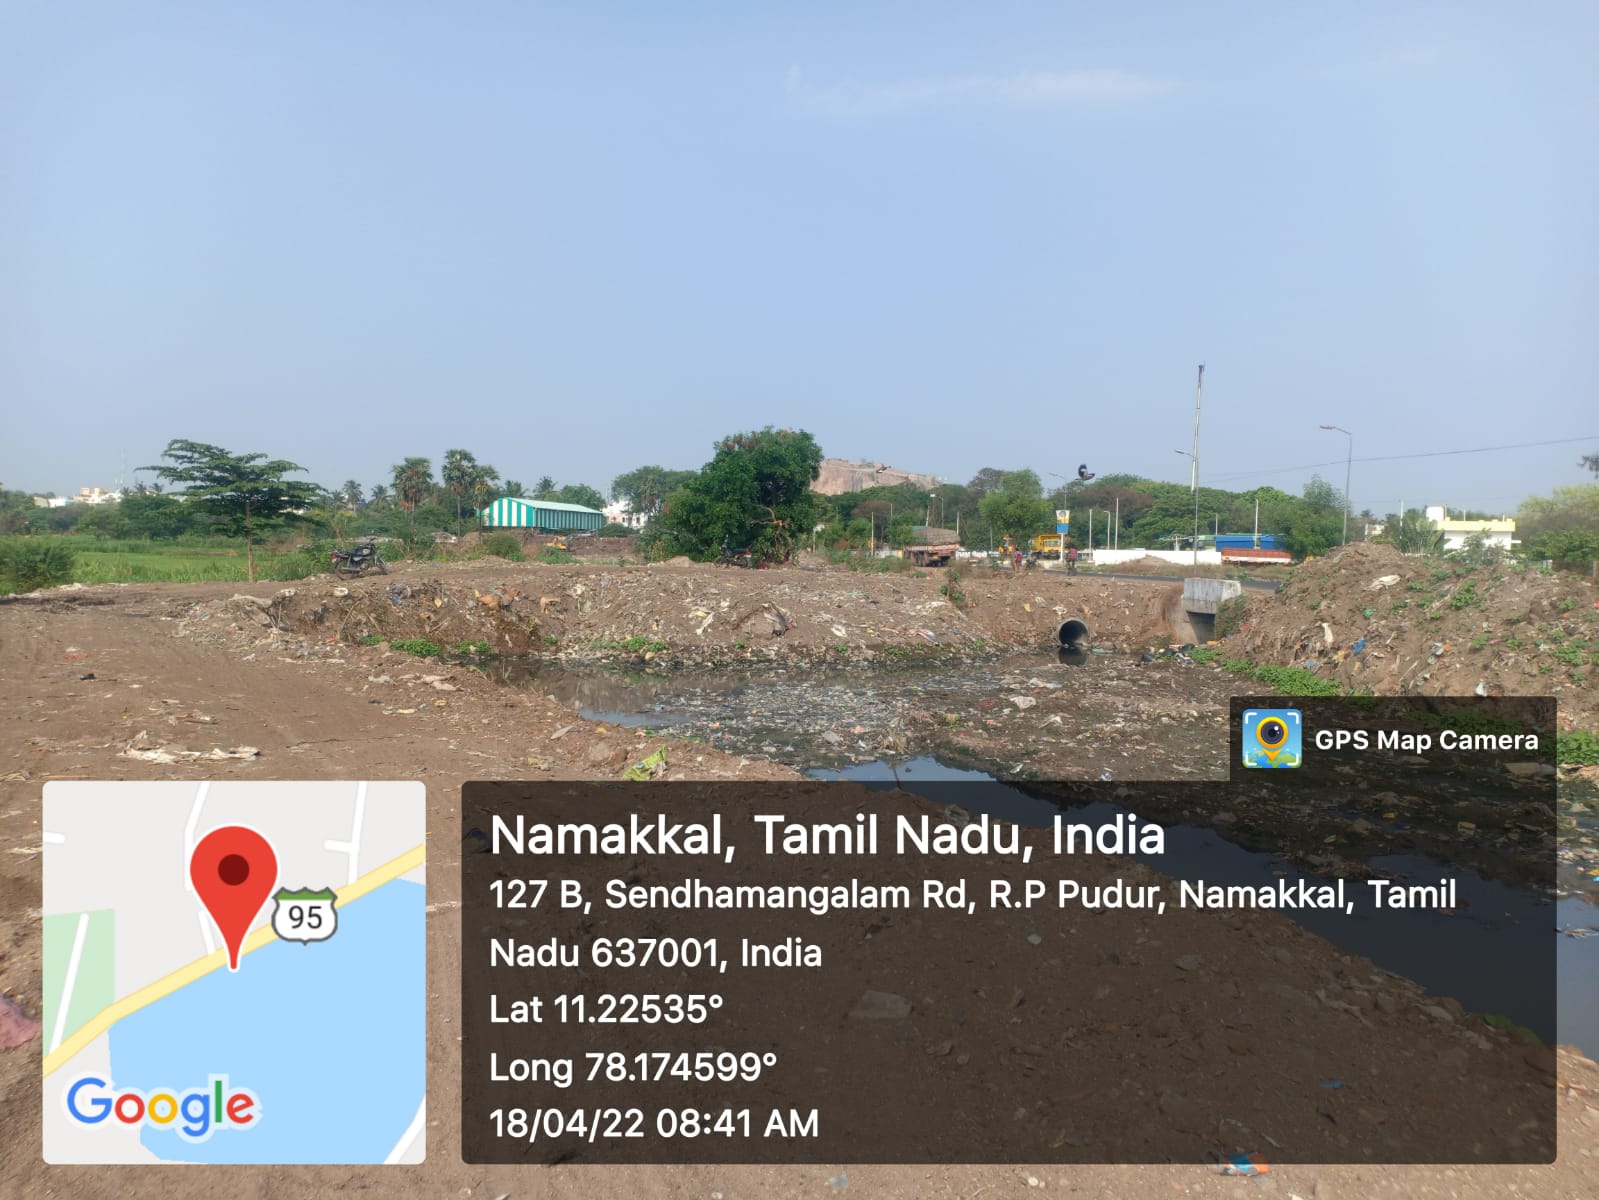 GPS Map Camera
Namakkal, Tamil Nadu, India
127 B, Sendhamangalam Rd, R.P Pudur, Namakkal, Tamil
Nadu 637001, India
Lat 11.22535°
Long 78.174599°
18/04/22 08:41 AM
95
Google